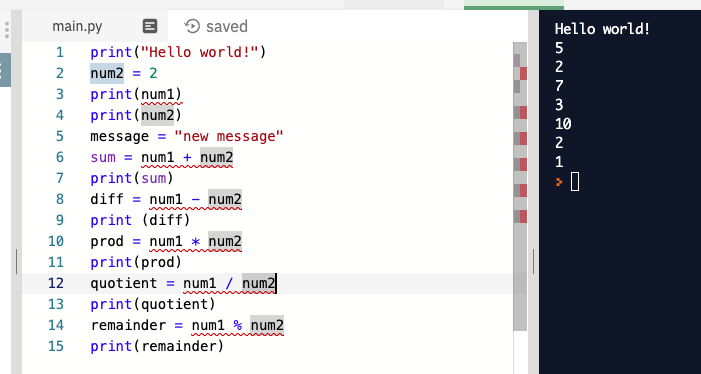 main.py saved
1 print("Hello world!")
2 num2 = 2
3 print(num1)
4 print(num2)
5 message = "new message"
6 sum = num1 + num2
7 print(sum)
8 diff = num1 - num2
9 print (diff)
10 prod = num1 * num2
11 print(prod)
12 quotient = num1 / num2
13 print(quotient)
14 remainder = num1 % num2
15 print(remainder)
Hello world!
5
2
7
3
10
2
1